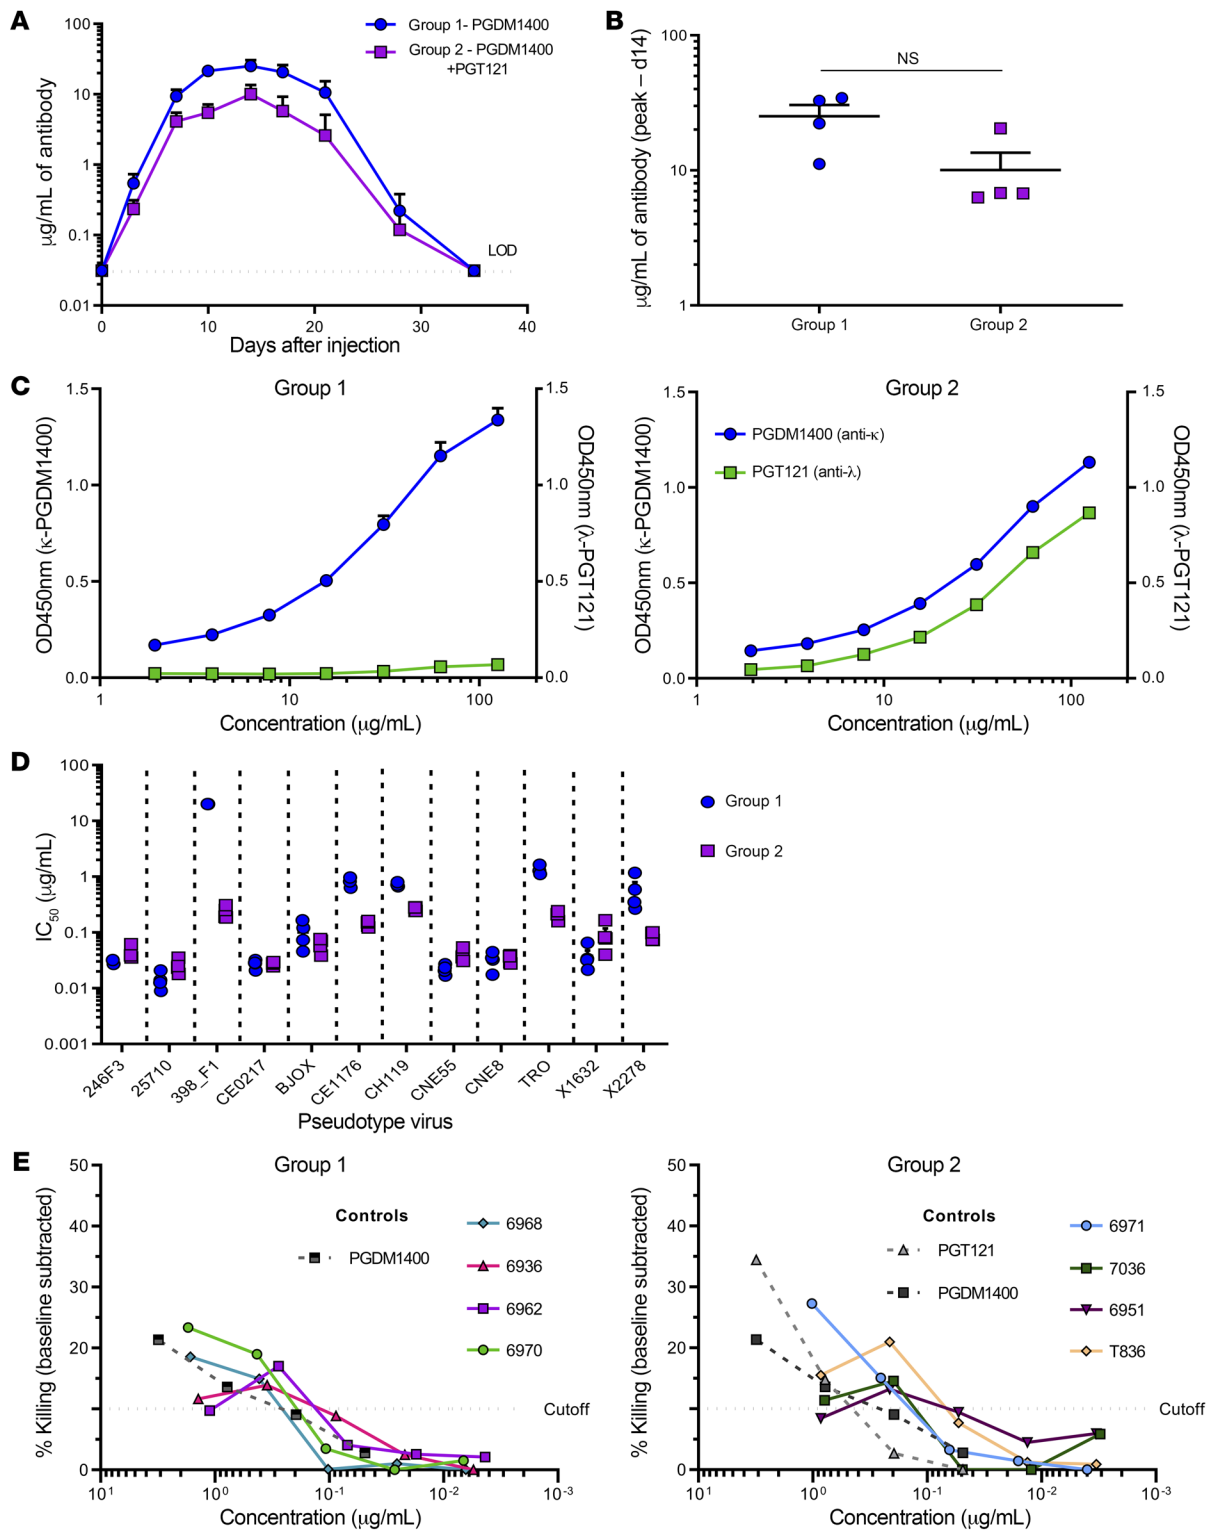 A
100
10
1
0.1
0.01
µg/mL of antibody
0
10
20
30
40
Days after injection
LOD
Group 1- PGDM1400
Group 2 - PGDM1400
+PGT121
B
100
10
1
µg/mL of antibody (peak – d14)
NS
Group 1
Group 2
C
Group 1
1.5
1.0
0.5
0.0
OD450nm (κ-PGDM1400)
1.5
1.0
0.5
0.0
OD450nm (λ-PGT121)
1
10
100
Concentration (µg/mL)
Group 2
1.5
1.0
0.5
0.0
OD450nm (κ-PGDM1400)
PGDM1400 (anti-κ)
PGT121 (anti-λ)
1.5
1.0
0.5
0.0
OD450nm (λ-PGT121)
1
10
100
Concentration (µg/mL)
D
100
10
1
0.1
0.01
0.001
IC50 (µg/mL)
246F3
25710
398_F1
CE0217
BJOX
CE1176
CH119
CNE55
CNE8
TRO
X1632
X2278
Pseudotype virus
Group 1
Group 2
E
Group 1
50
40
30
20
10
0
% Killing (baseline subtracted)
Controls
PGDM1400
6968
6936
6962
6970
Cutoff
10¹
10⁰
10⁻¹
10⁻²
10⁻³
Concentration (µg/mL)
Group 2
50
40
30
20
10
0
% Killing (baseline subtracted)
Controls
PGT121
PGDM1400
6971
7036
6951
T836
Cutoff
10¹
10⁰
10⁻¹
10⁻²
10⁻³
Concentration (µg/mL)